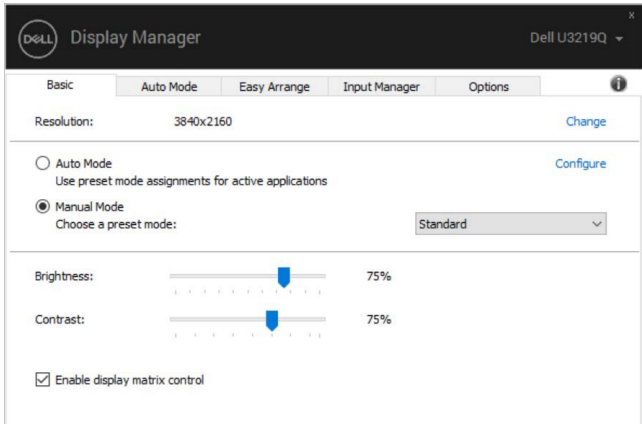 x
DELL Display Manager Dell U3219Q
Basic Auto Mode Easy Arrange Input Manager Options i
Resolution: 3840x2160 Change
Auto Mode Configure
Use preset mode assignments for active applications
Manual Mode
Choose a preset mode: Standard
Brightness: 75%
Contrast: 75%
Enable display matrix control